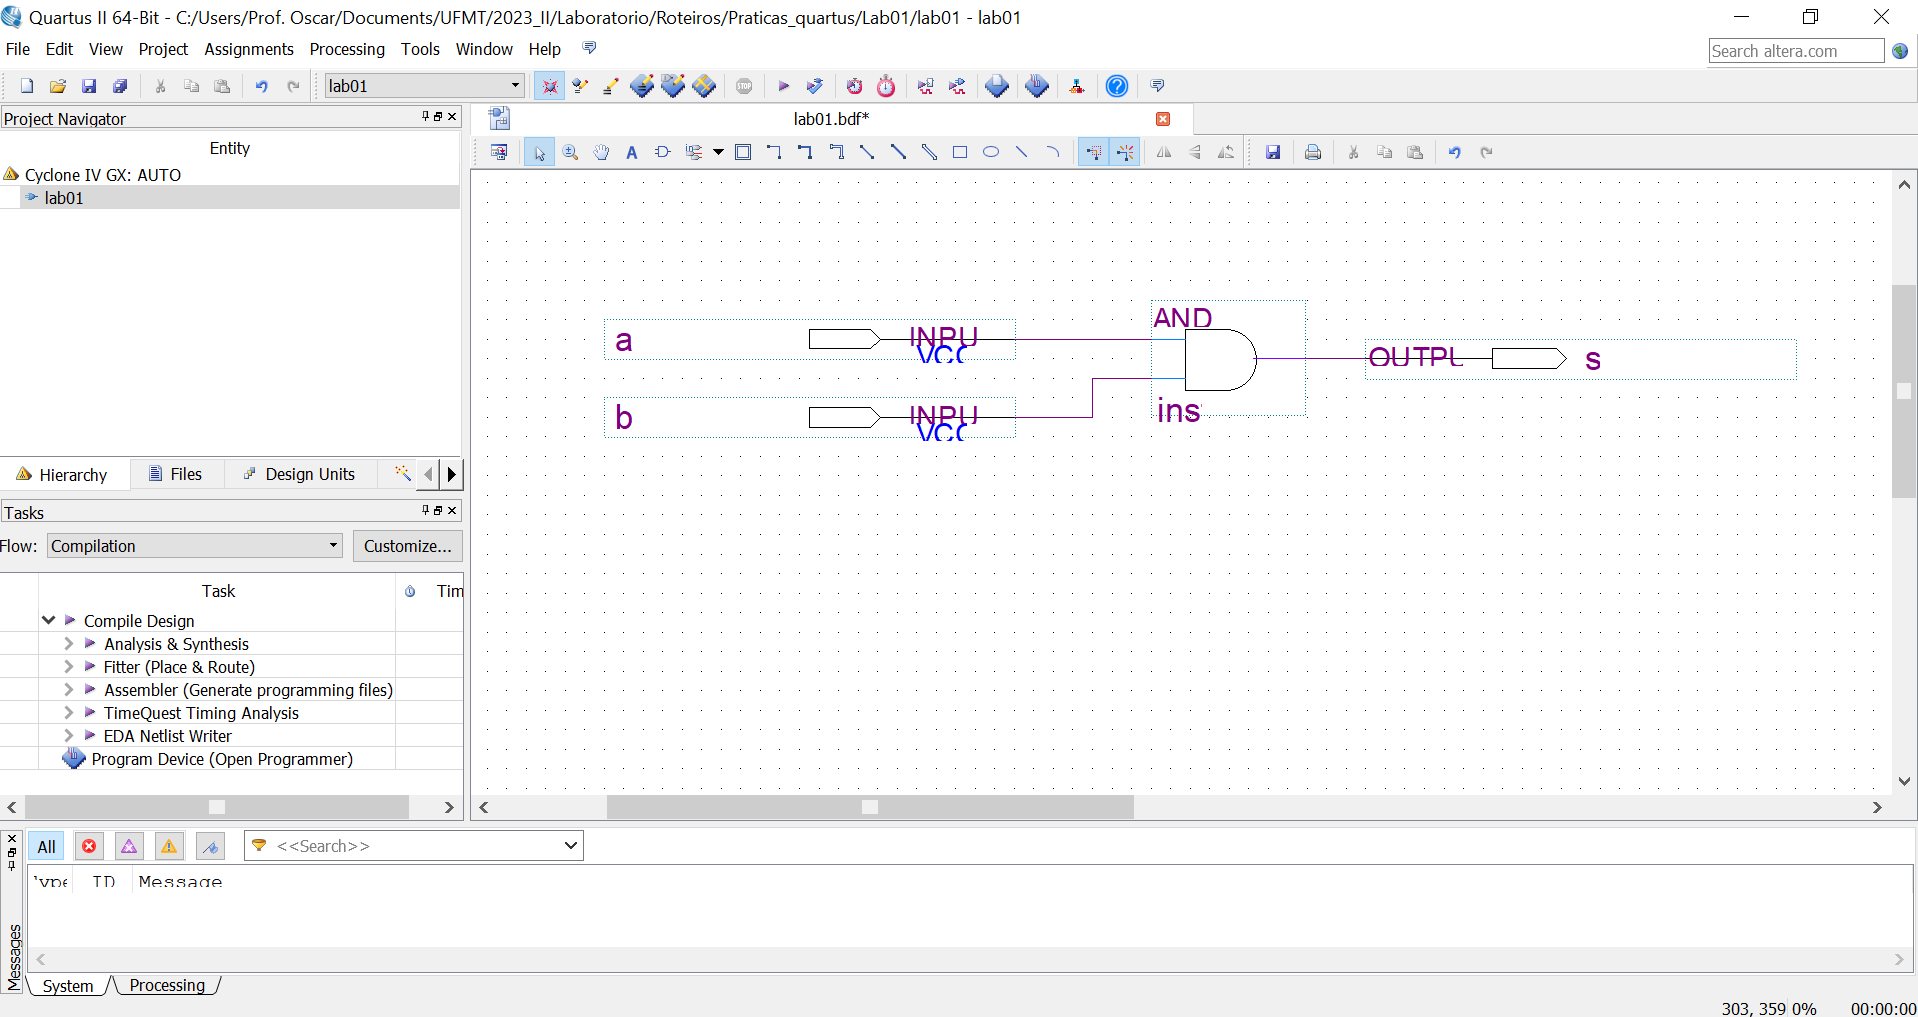 Quartus II 64-Bit - C:/Users/Prof. Oscar/Documents/UFMT/2023_II/Laboratorio/Roteiros/Praticas_quartus/Lab01/lab01 - lab01
File Edit View Project Assignments Processing Tools Window Help
Search altera.com
lab01
STOP
Project Navigator
lab01.bdf*
Entity
Cyclone IV GX: AUTO
lab01
AND
a INPU
VCC
OUTPU s
b INPU
VCC
ins
Hierarchy Files Design Units
Tasks
Flow: Compilation Customize...
Task Tim
Compile Design
Analysis & Synthesis
Fitter (Place & Route)
Assembler (Generate programming files)
TimeQuest Timing Analysis
EDA Netlist Writer
Program Device (Open Programmer)
All <<Search>>
Type ID Message
Messages
System Processing
303, 359 0% 00:00:00